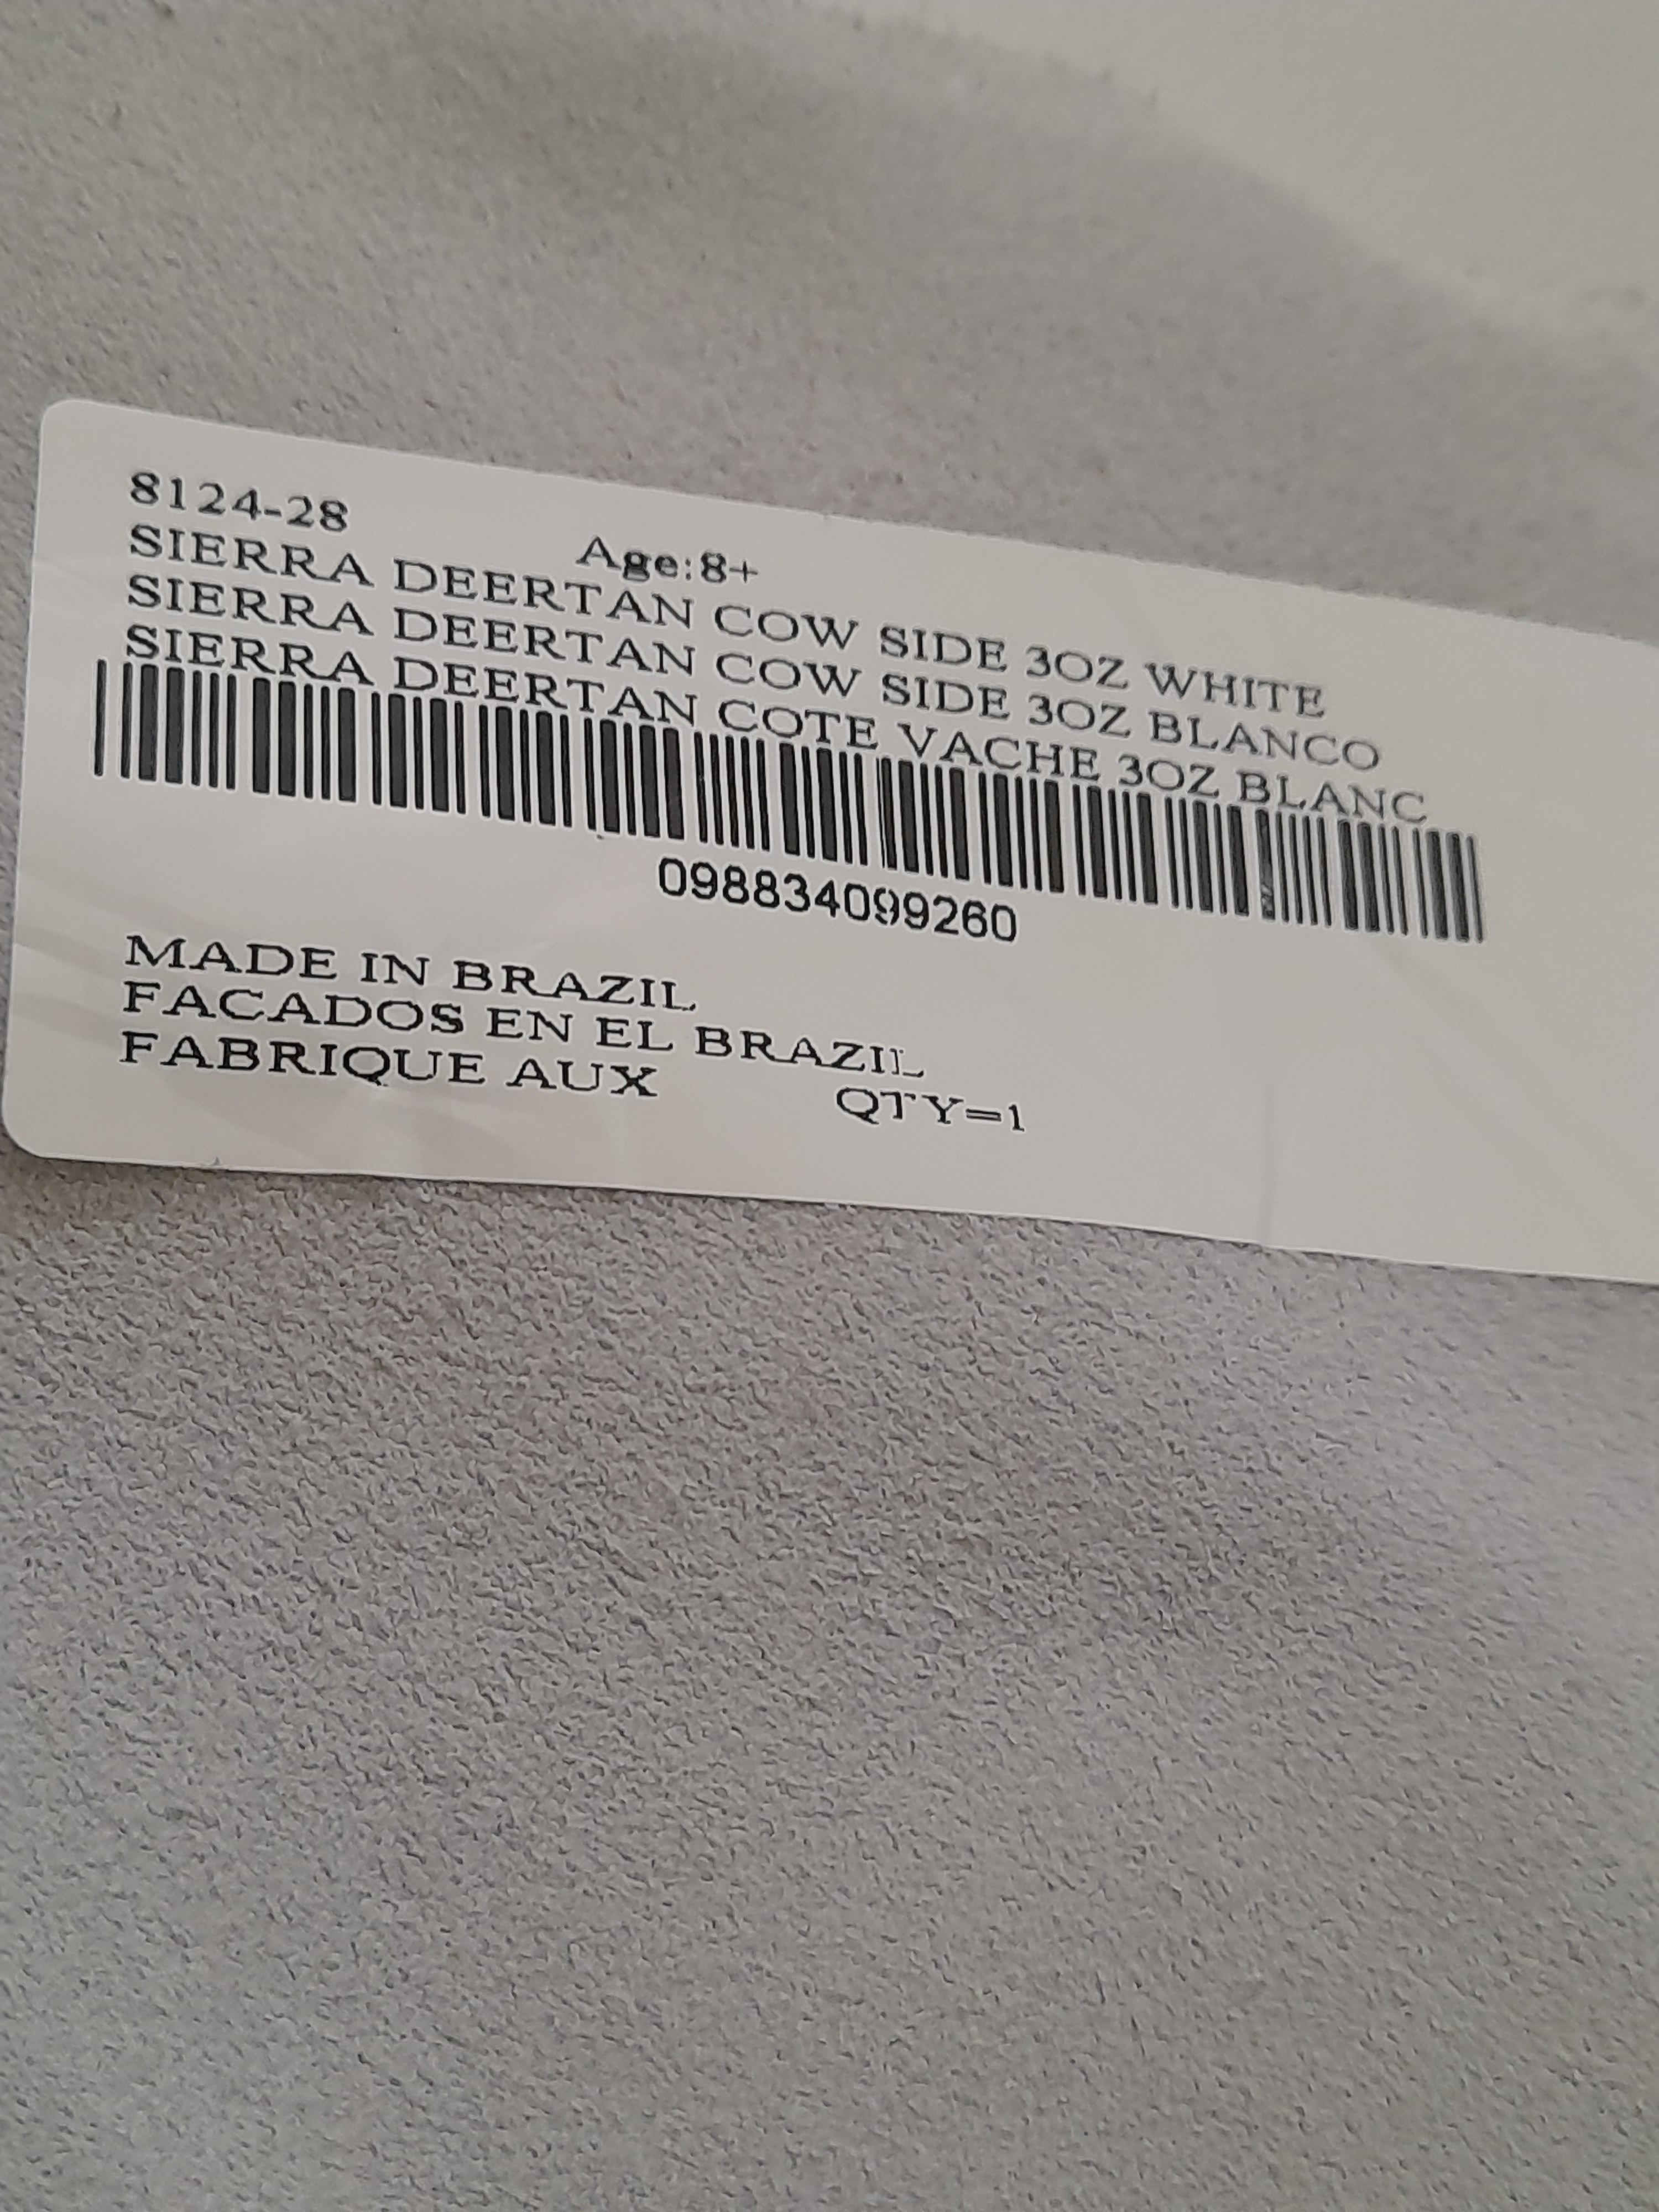 8124-28
Age:8+
SIERRA DEERTAN COW SIDE 3OZ WHITE
SIERRA DEERTAN COW SIDE 3OZ BLANCO
SIERRA DEERTAN COTE VACHE 3OZ BLANC
098834099260
MADE IN BRAZIL
FACADOS EN EL BRAZIL
FABRIQUE AUX
QTY=1